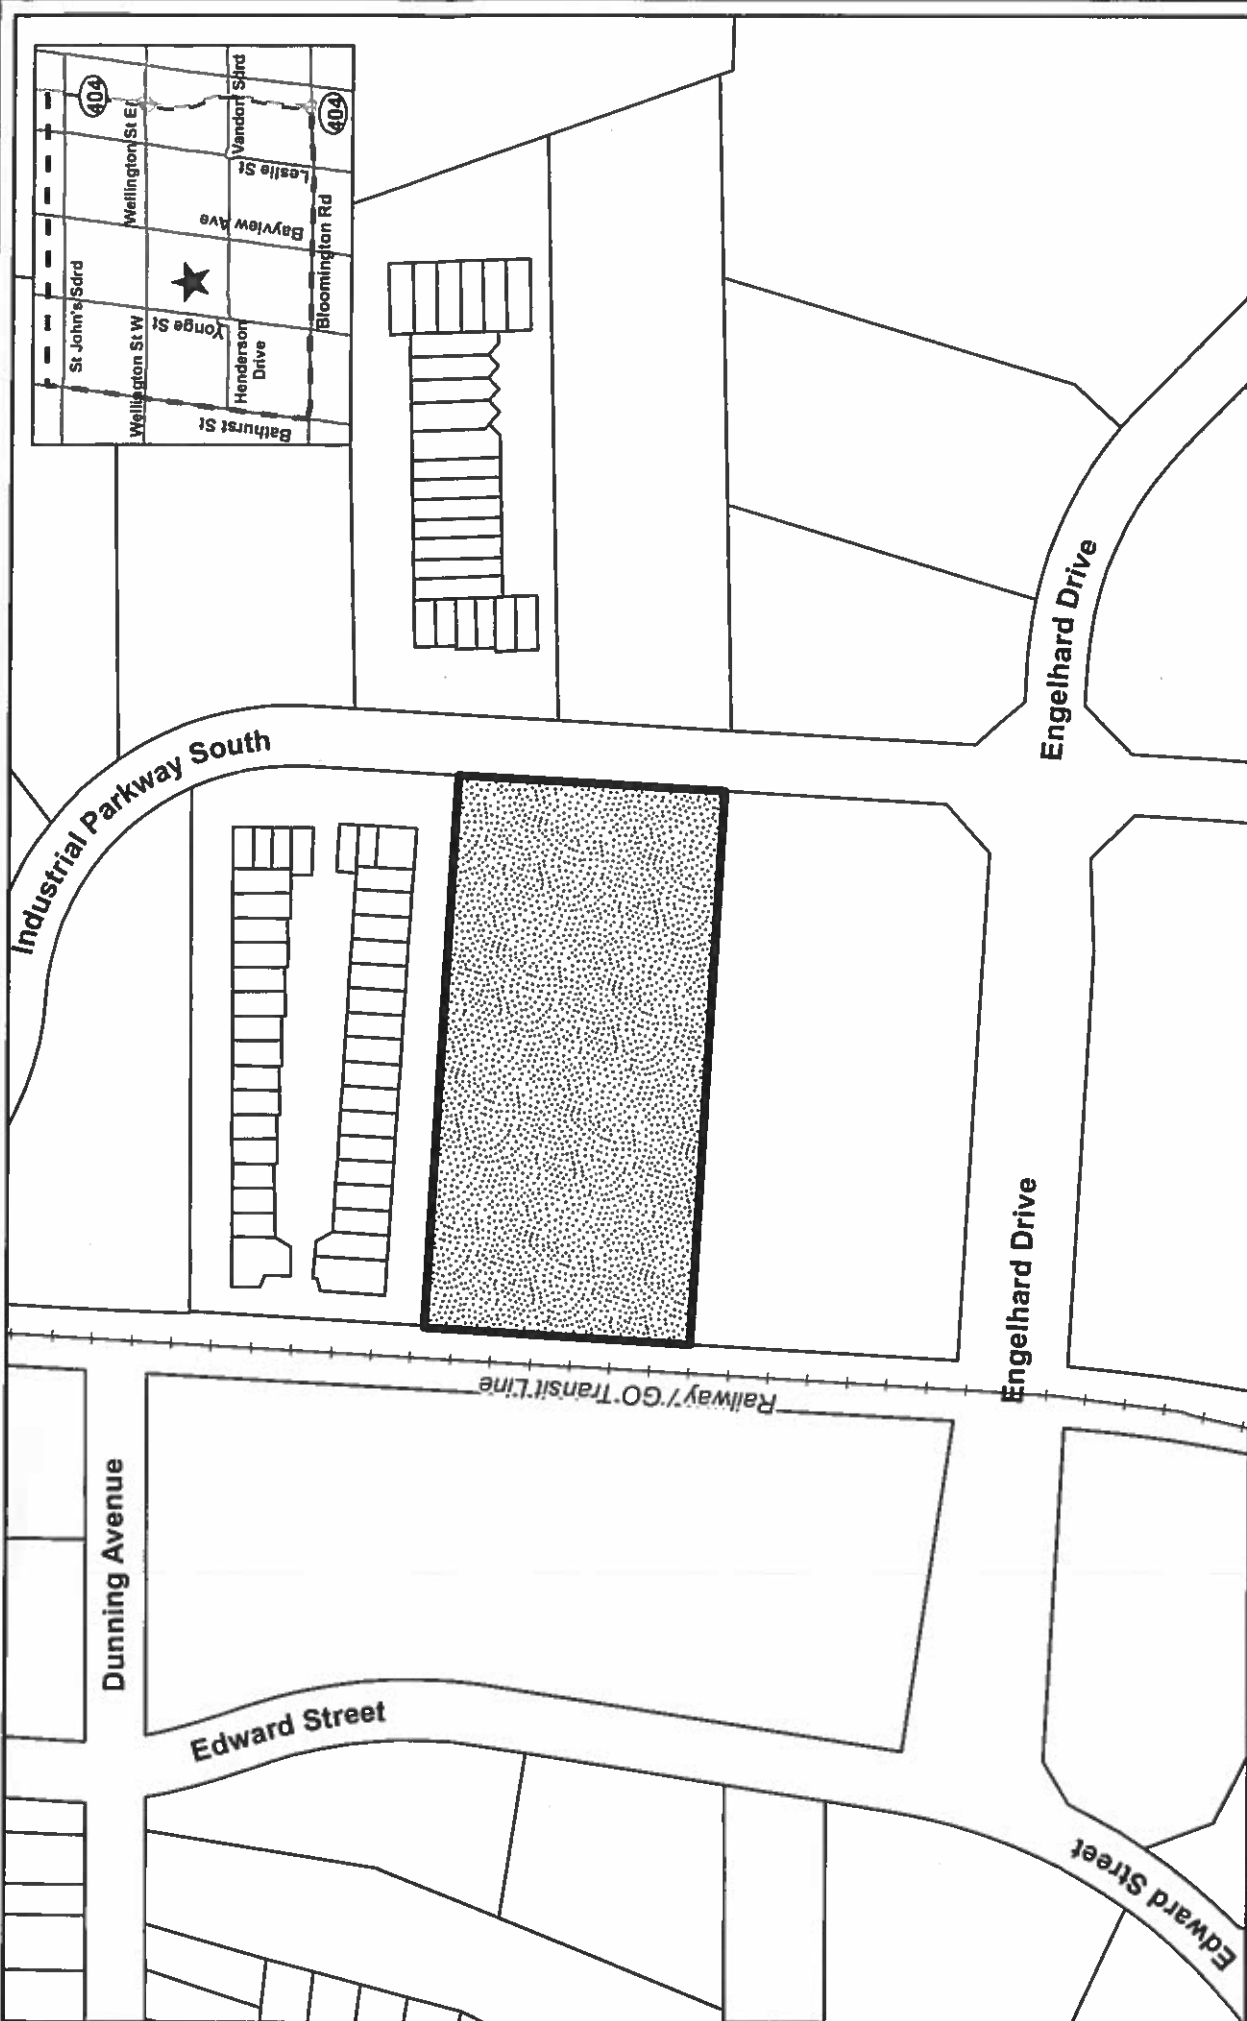 404
404
Wellington St E
Vandorf Sdrd
Leslie St
Bayview Ave
Bloomington Rd
St John's Sdrd
Yonge St
Wellington St W
Henderson
Drive
Bathurst St
Industrial Parkway South
Engelhard Drive
Engelhard Drive
Railway / GO Transit Line
Dunning Avenue
Edward Street
Edward Street